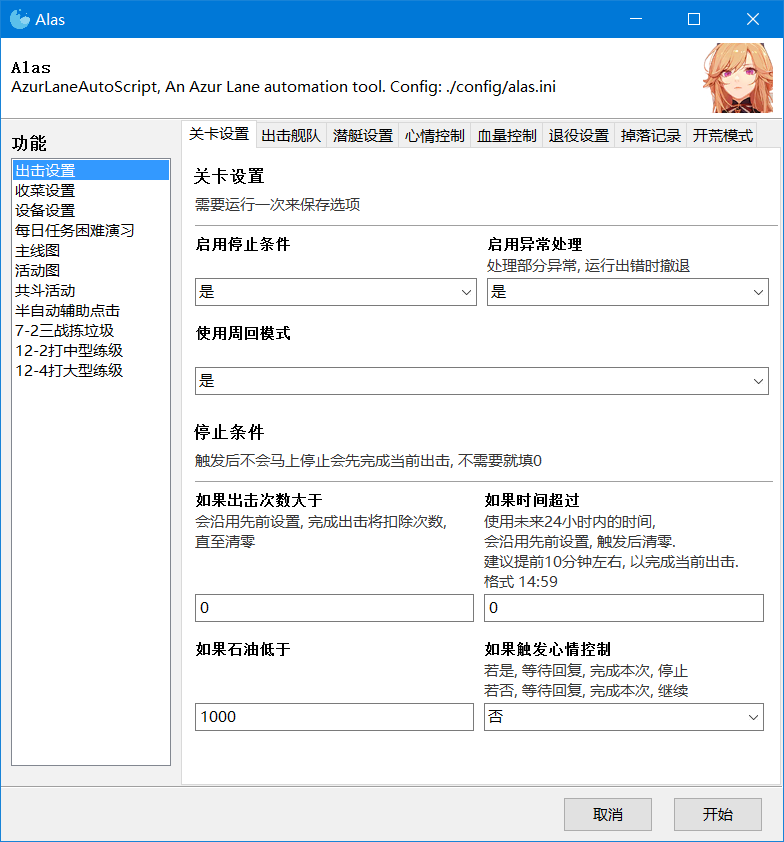 Alas
Alas
AzurLaneAutoScript, An Azur Lane automation tool. Config: ./config/alas.ini
功能
出击设置
收菜设置
设备设置
每日任务困难演习
主线图
活动图
共斗活动
半自动辅助点击
7-2三战拣垃圾
12-2打中型练级
12-4打大型练级
关卡设置 出击舰队 潜艇设置 心情控制 血量控制 退役设置 掉落记录 开荒模式
关卡设置
需要运行一次来保存选项
启用停止条件
是
启用异常处理
处理部分异常, 运行出错时撤退
是
使用周回模式
是
停止条件
触发后不会马上停止会先完成当前出击, 不需要就填0
如果出击次数大于
会沿用先前设置, 完成出击将扣除次数,
直至清零
0
如果时间超过
使用未来24小时内的时间,
会沿用先前设置, 触发后清零.
建议提前10分钟左右, 以完成当前出击.
格式 14:59
0
如果石油低于
1000
如果触发心情控制
若是, 等待回复, 完成本次, 停止
若否, 等待回复, 完成本次, 继续
否
取消
开始